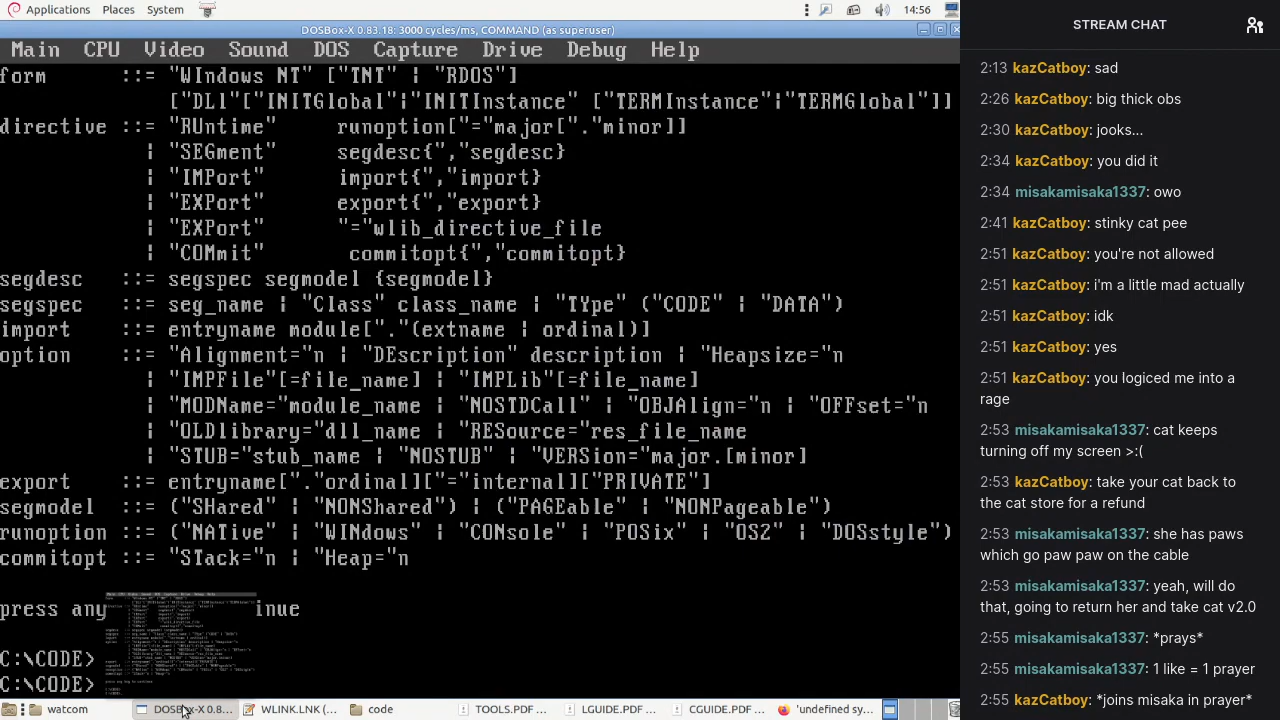 Applications Places System 14:56
DOSBox-X 0.83.18: 3000 cycles/ms, COMMAND (as superuser)
Main CPU Video Sound DOS Capture Drive Debug Help
form ::= "WIndows NT" ["TNT" ¦ "RDOS"]
["DLl"["INITGlobal"¦"INITInstance" ["TERMInstance"¦"TERMGlobal"]]
directive ::= "RUntime" runoption["="major["."minor]]
¦ "SEGment" segdesc{","segdesc}
¦ "IMPort" import{","import}
¦ "EXPort" export{","export}
¦ "EXPort" "="wlib_directive_file
¦ "COMmit" commitopt{","commitopt}
segdesc ::= segspec segmodel {segmodel}
segspec ::= seg_name ¦ "Class" class_name ¦ "TYpe" ("CODE" ¦ "DATA")
import ::= entryname module["."(extname ¦ ordinal)]
option ::= "Alignment="n ¦ "DEscription" description ¦ "Heapsize="n
¦ "IMPFile"[=file_name] ¦ "IMPLib"[=file_name]
¦ "MODName="module_name ¦ "NOSTDCall" ¦ "OBJAlign="n ¦ "OFFset="n
¦ "OLDlibrary="dll_name ¦ "RESource="res_file_name
¦ "STUB="stub_name ¦ "NOSTUB" ¦ "VERSion="major.[minor]
export ::= entryname["."ordinal]["="internal]["PRIVATE"]
segmodel ::= ("SHared" ¦ "NONShared") ¦ ("PAGEable" ¦ "NONPageable")
runoption ::= ("NATive" ¦ "WINdows" ¦ "CONsole" ¦ "POSix" ¦ "OS2" ¦ "DOSstyle")
commitopt ::= "STack="n ¦ "Heap="n
press any inue
C:\CODE>
C:\CODE>
watcom DOSBox-X 0.8... WLINK.LNK (... code TOOLS.PDF ... LGUIDE.PDF ... CGUIDE.PDF ... 'undefined sy...
STREAM CHAT
2:13 kazCatboy: sad
2:26 kazCatboy: big thick obs
2:30 kazCatboy: jooks...
2:34 kazCatboy: you did it
2:34 misakamisaka1337: owo
2:41 kazCatboy: stinky cat pee
2:51 kazCatboy: you're not allowed
2:51 kazCatboy: i'm a little mad actually
2:51 kazCatboy: idk
2:51 kazCatboy: yes
2:51 kazCatboy: you logiced me into a
rage
2:53 misakamisaka1337: cat keeps
turning off my screen >:(
2:53 kazCatboy: take your cat back to
the cat store for a refund
2:53 misakamisaka1337: she has paws
which go paw paw on the cable
misakamisaka1337: yeah, will do
going to upgrade and get cat 2.0
misakamisaka1337: *prays*
misakamisaka1337: 1 like = 1 prayer
2:55 kazCatboy: *joins misaka in prayer*